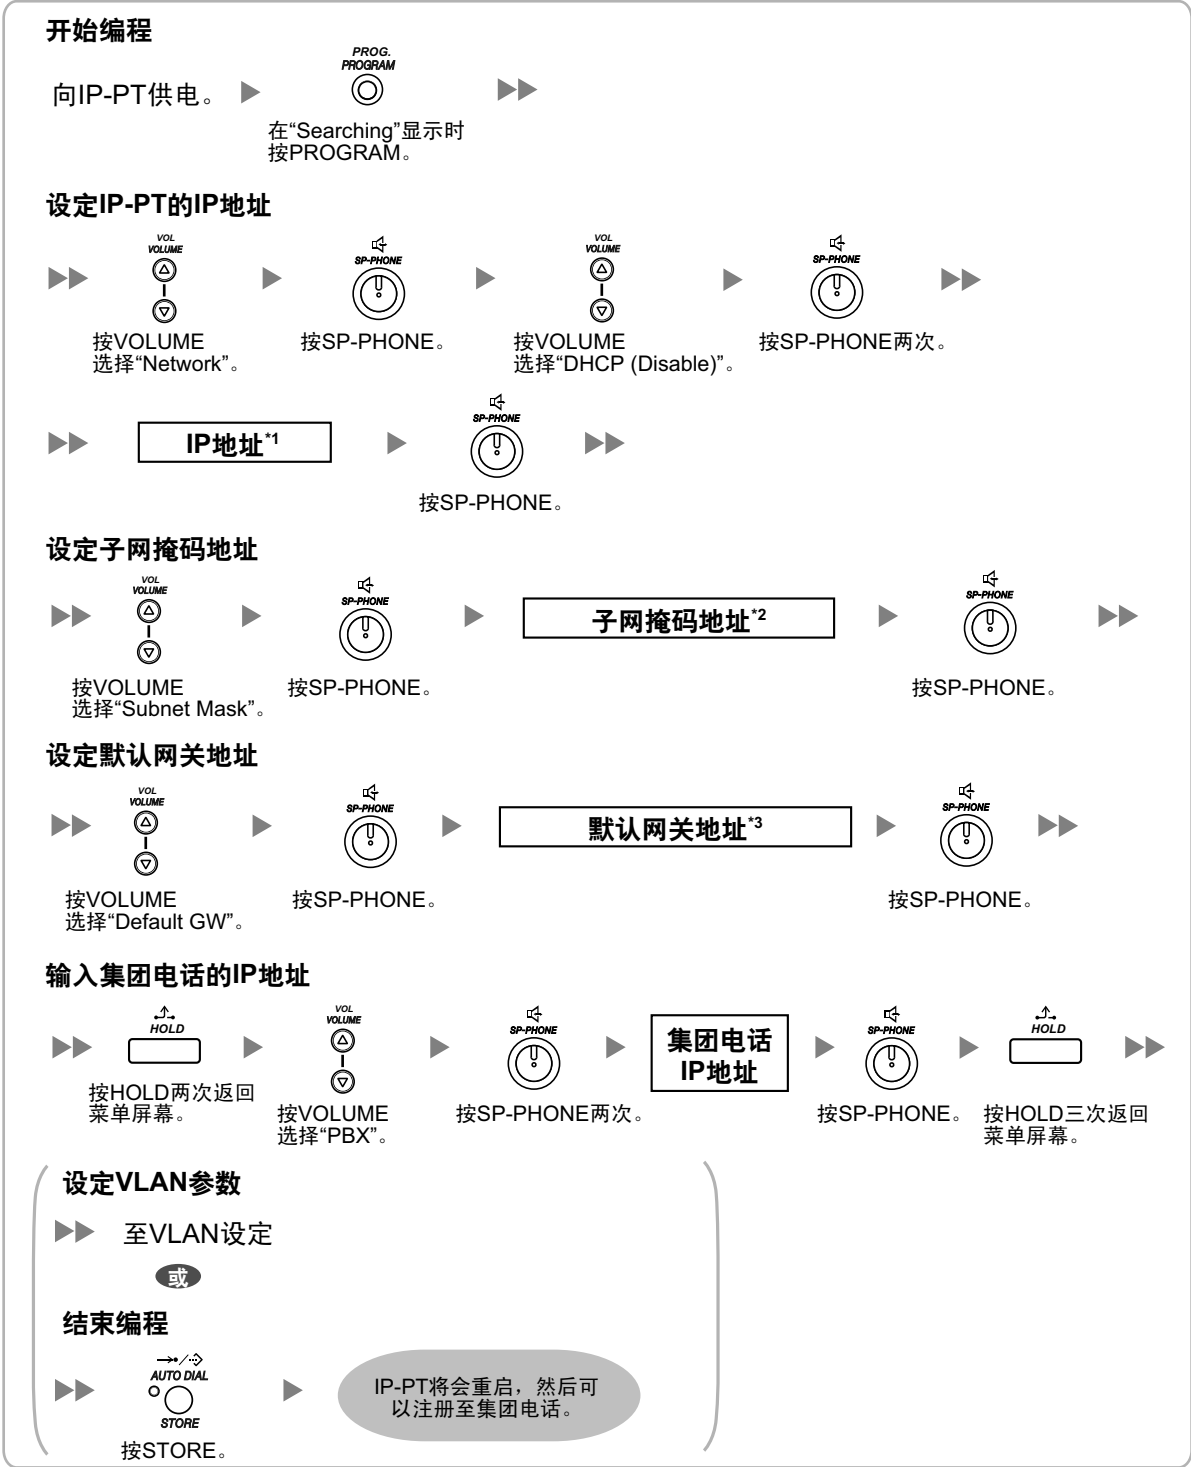 开始编程
PROG.
PROGRAM
向IP-PT供电。
在“Searching”显示时
按PROGRAM。
设定IP-PT的IP地址
VOL
VOLUME
SP-PHONE
VOL
VOLUME
SP-PHONE
按VOLUME
选择“Network”。
按SP-PHONE。
按VOLUME
选择“DHCP (Disable)”。
按SP-PHONE两次。
IP地址*1
SP-PHONE
按SP-PHONE。
设定子网掩码地址
VOL
VOLUME
SP-PHONE
子网掩码地址*2
SP-PHONE
按VOLUME
选择“Subnet Mask”。
按SP-PHONE。
按SP-PHONE。
设定默认网关地址
VOL
VOLUME
SP-PHONE
默认网关地址*3
SP-PHONE
按VOLUME
选择“Default GW”。
按SP-PHONE。
按SP-PHONE。
输入集团电话的IP地址
HOLD
VOL
VOLUME
SP-PHONE
集团电话
IP地址
SP-PHONE
HOLD
按HOLD两次返回
菜单屏幕。
按VOLUME
选择“PBX”。
按SP-PHONE两次。
按SP-PHONE。
按HOLD三次返回
菜单屏幕。
设定VLAN参数
至VLAN设定
或
结束编程
AUTO DIAL
STORE
按STORE。
IP-PT将会重启，然后可
以注册至集团电话。